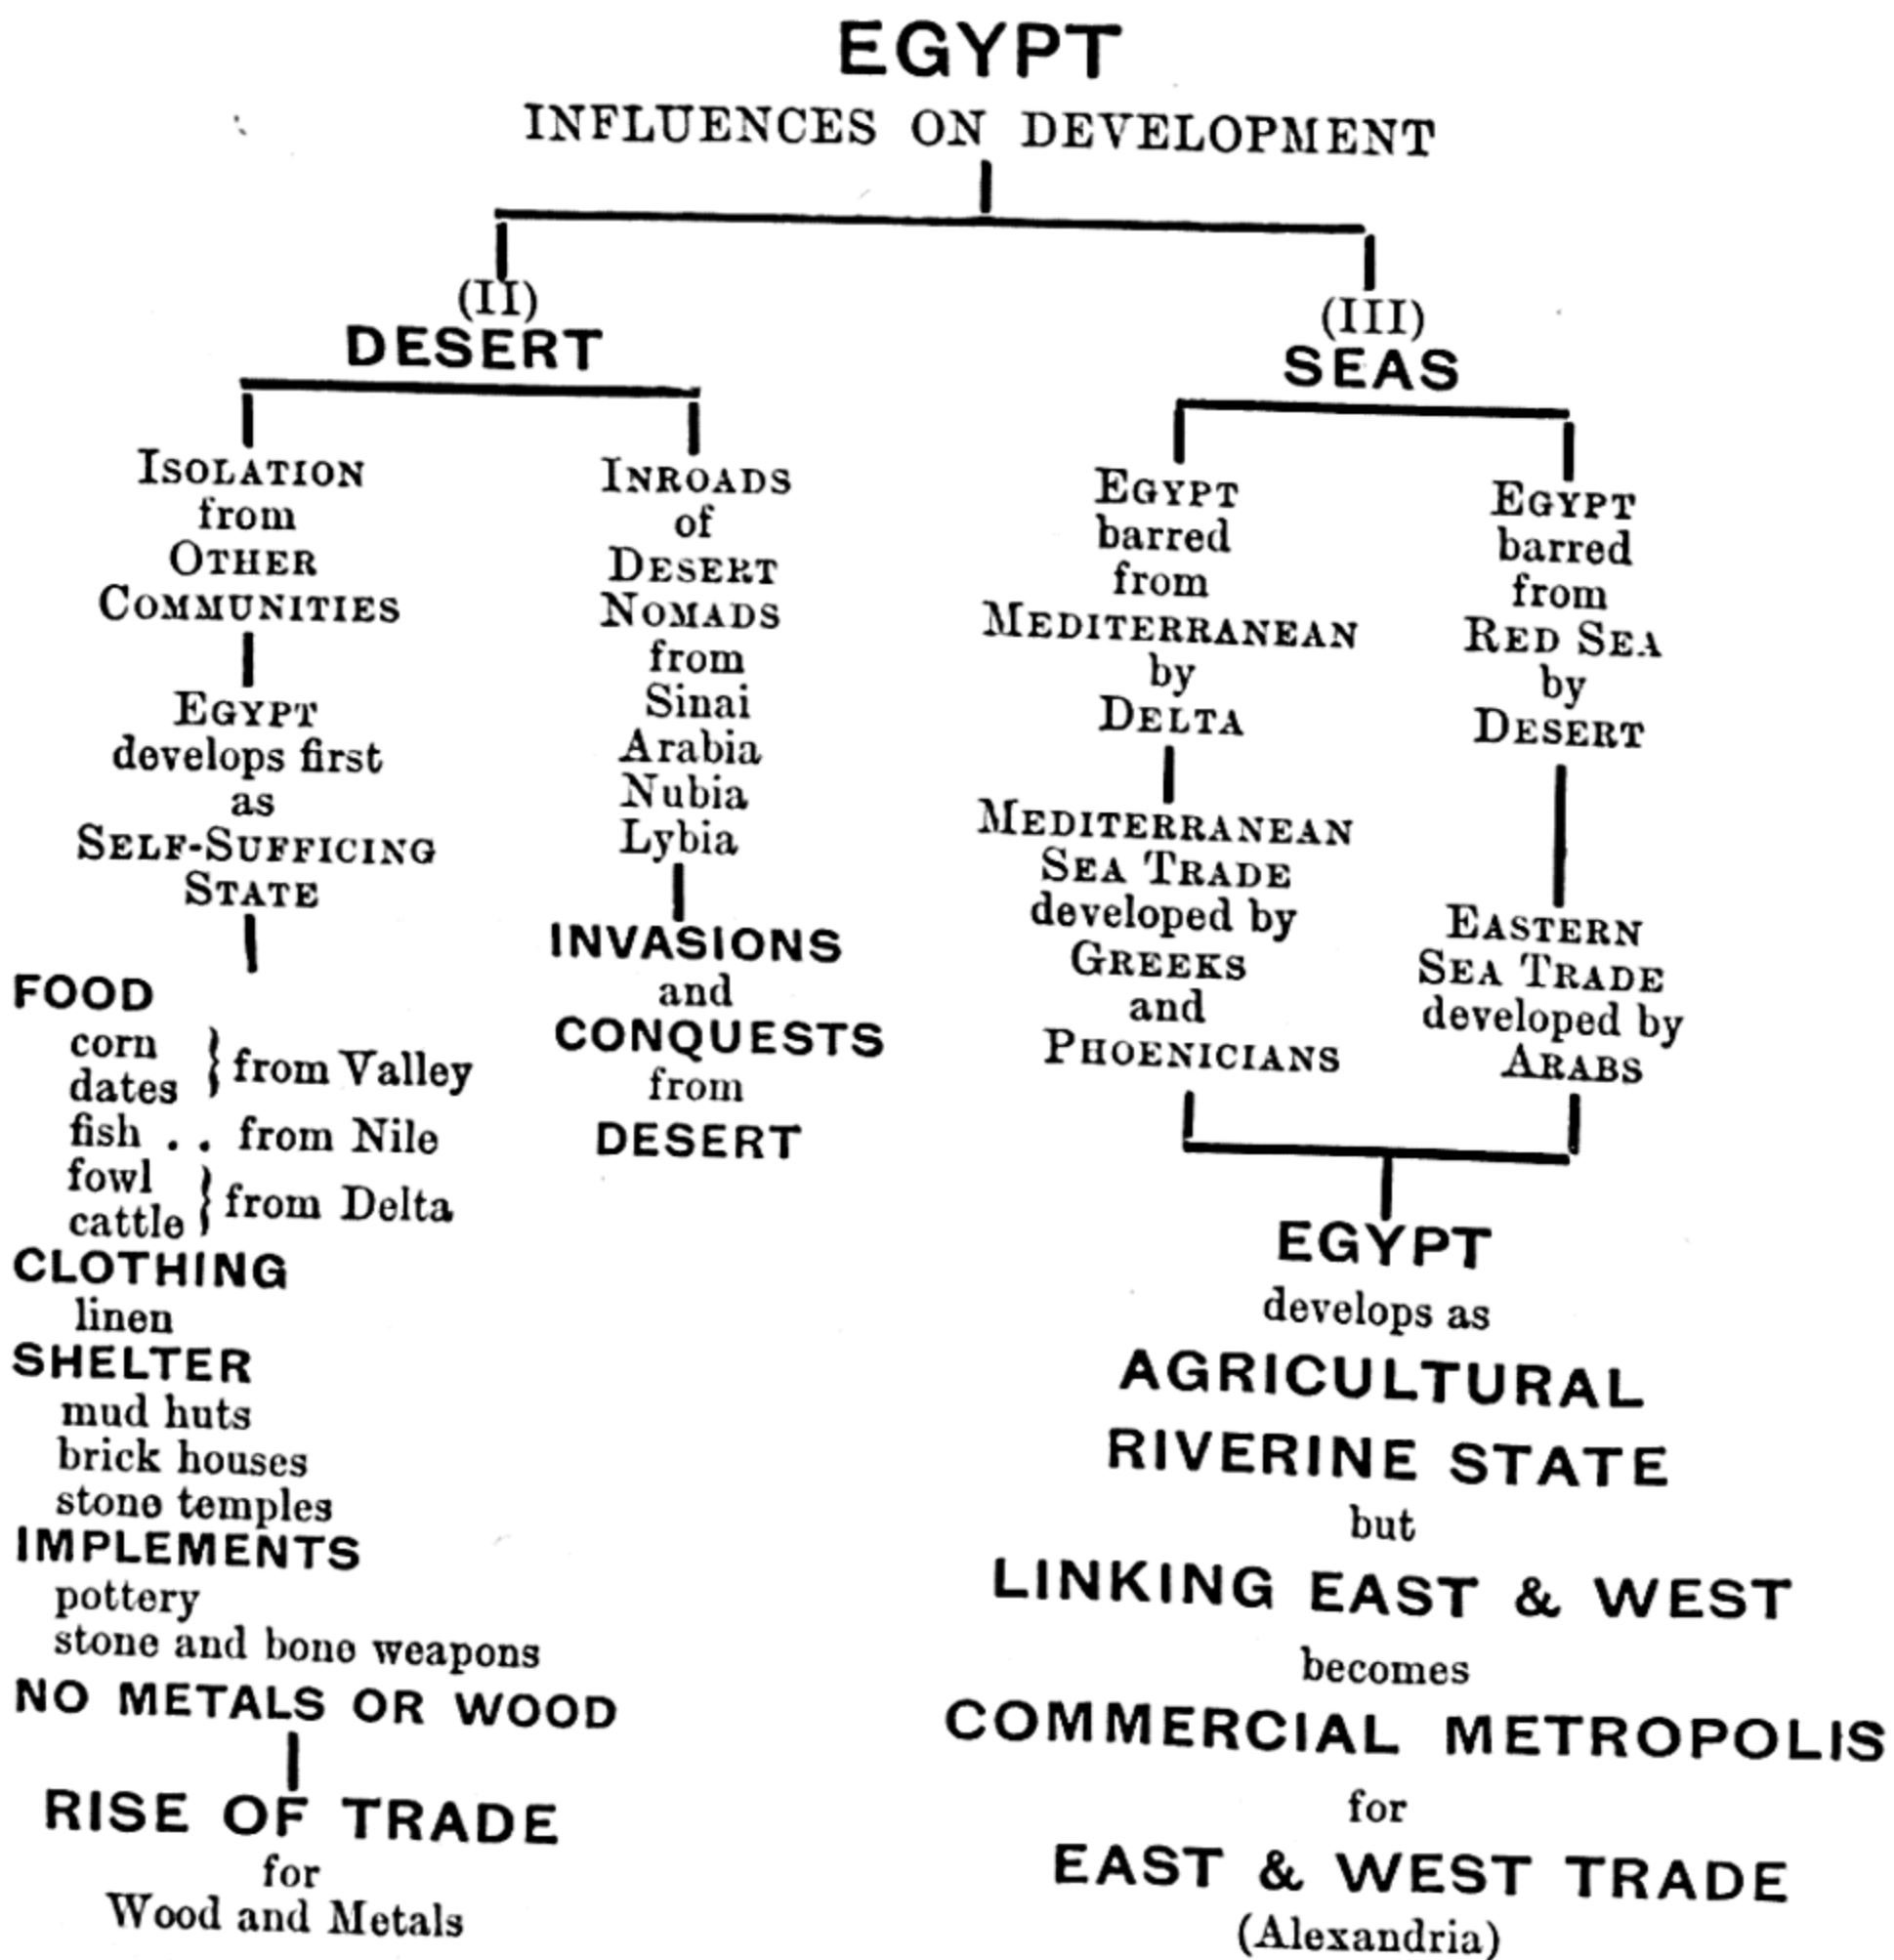 EGYPT
INFLUENCES ON DEVELOPMENT
(II)
DESERT
ISOLATION
from
OTHER
COMMUNITIES
EGYPT
develops first
as
SELF-SUFFICING
STATE
FOOD
corn
dates } from Valley
fish . . from Nile
fowl
cattle } from Delta
CLOTHING
linen
SHELTER
mud huts
brick houses
stone temples
IMPLEMENTS
pottery
stone and bone weapons
NO METALS OR WOOD
RISE OF TRADE
for
Wood and Metals
INROADS
of
DESERT
NOMADS
from
Sinai
Arabia
Nubia
Lybia
INVASIONS
and
CONQUESTS
from
DESERT
(III)
SEAS
EGYPT
barred
from
MEDITERRANEAN
by
DELTA
MEDITERRANEAN
SEA TRADE
developed by
GREEKS
and
PHOENICIANS
EGYPT
barred
from
RED SEA
by
DESERT
EASTERN
SEA TRADE
developed by
ARABS
EGYPT
develops as
AGRICULTURAL
RIVERINE STATE
but
LINKING EAST & WEST
becomes
COMMERCIAL METROPOLIS
for
EAST & WEST TRADE
(Alexandria)